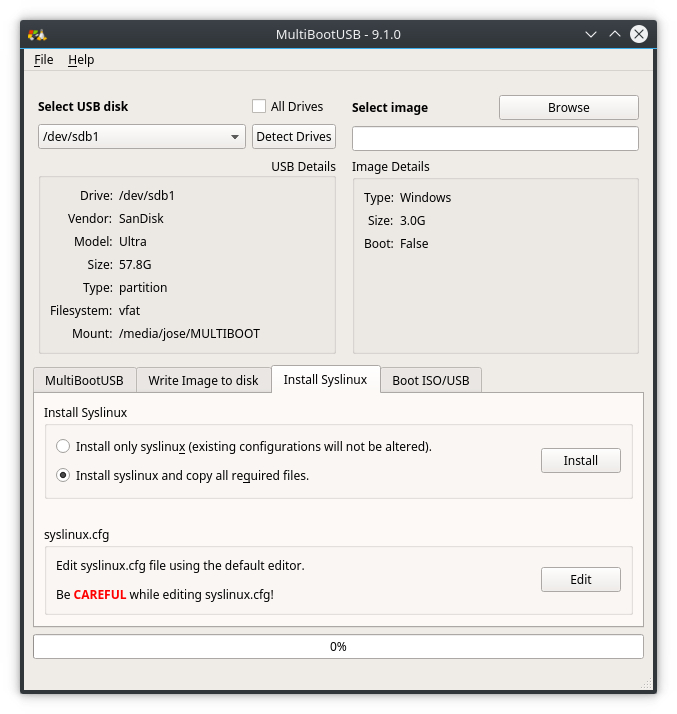 MultiBootUSB - 9.1.0
File Help
Select USB disk
All Drives
Select image
Browse
/dev/sdb1
Detect Drives
USB Details
Image Details
Drive: /dev/sdb1
Vendor: SanDisk
Model: Ultra
Size: 57.8G
Type: partition
Filesystem: vfat
Mount: /media/jose/MULTIBOOT
Type: Windows
Size: 3.0G
Boot: False
MultiBootUSB
Write Image to disk
Install Syslinux
Boot ISO/USB
Install Syslinux
Install only syslinux (existing configurations will not be altered).
Install syslinux and copy all required files.
Install
syslinux.cfg
Edit syslinux.cfg file using the default editor.
Be CAREFUL while editing syslinux.cfg!
Edit
0%